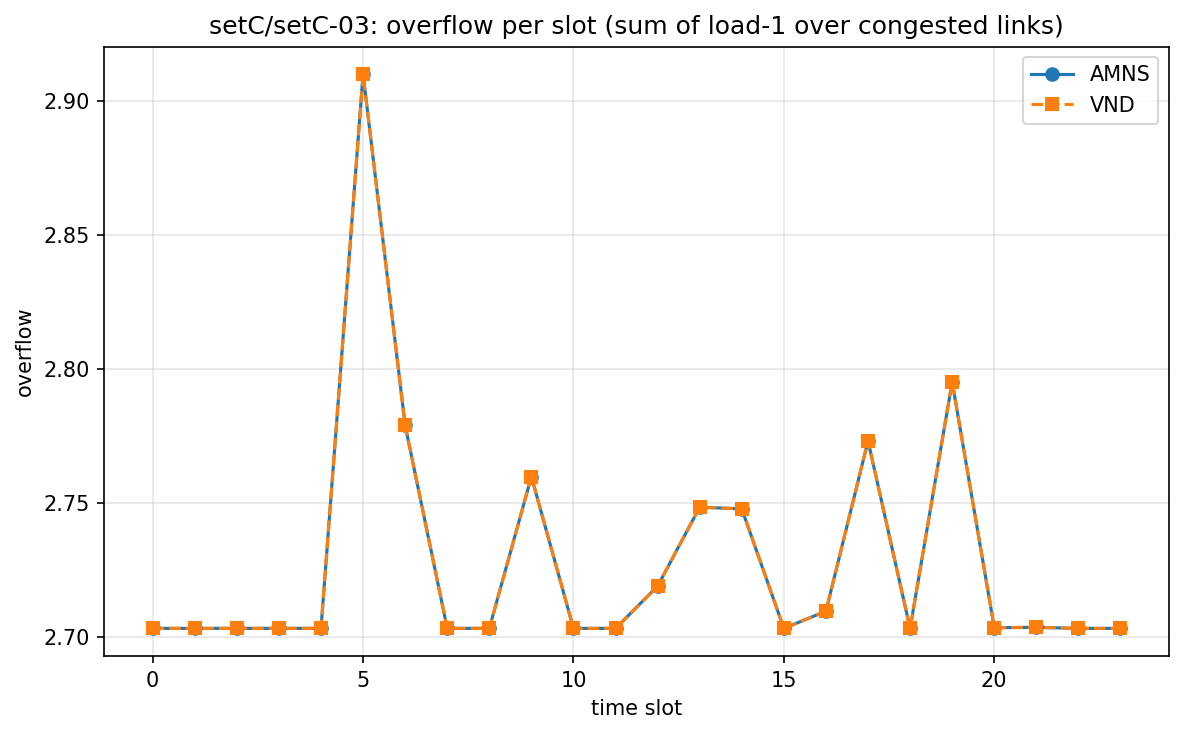 setC/setC-03: overflow per slot (sum of load-1 over congested links)
AMNS
VND
2.90
2.85
2.80
2.75
2.70
overflow
0
5
10
15
20
time slot